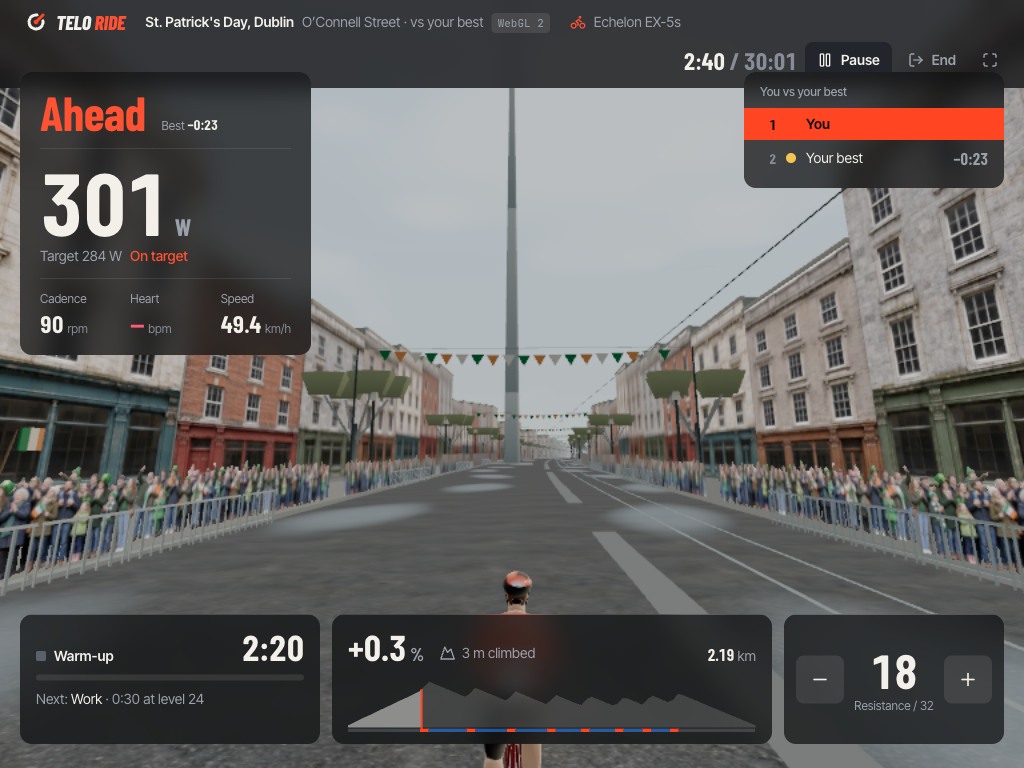 TELO RIDE St. Patrick's Day, Dublin O'Connell Street · vs your best WebGL 2 Echelon EX-5s
2:40 / 30:01 Pause End
Ahead Best −0:23
301 W
Target 284 W On target
Cadence Heart Speed
90 rpm — bpm 49.4 km/h
You vs your best
1 You
2 Your best −0:23
Warm-up 2:20
Next: Work · 0:30 at level 24
+0.3 % 3 m climbed 2.19 km
− 18 +
Resistance / 32